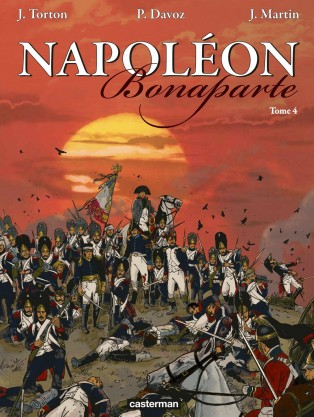 J. Torton P. Davoz J. Martin
NAPOLÉON
Bonaparte
Tome 4
casterman